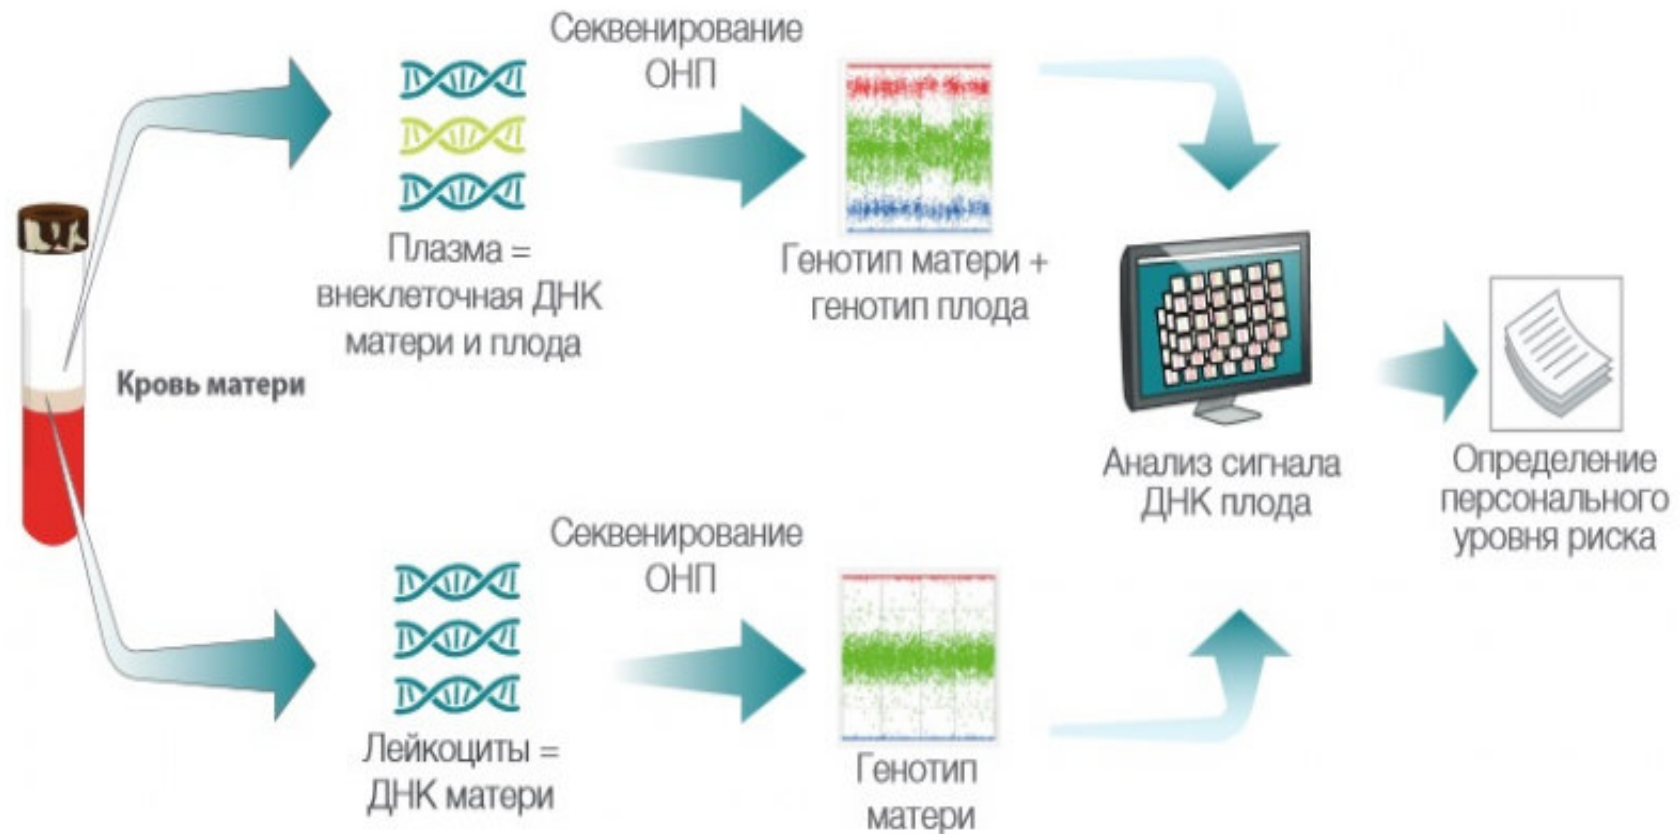 Секвенирование
ОНП
Плазма =
внеклеточная ДНК
матери и плода
Генотип матери +
генотип плода
Кровь матери
Анализ сигнала
ДНК плода
Определение
персонального
уровня риска
Секвенирование
ОНП
Лейкоциты =
ДНК матери
Генотип
матери